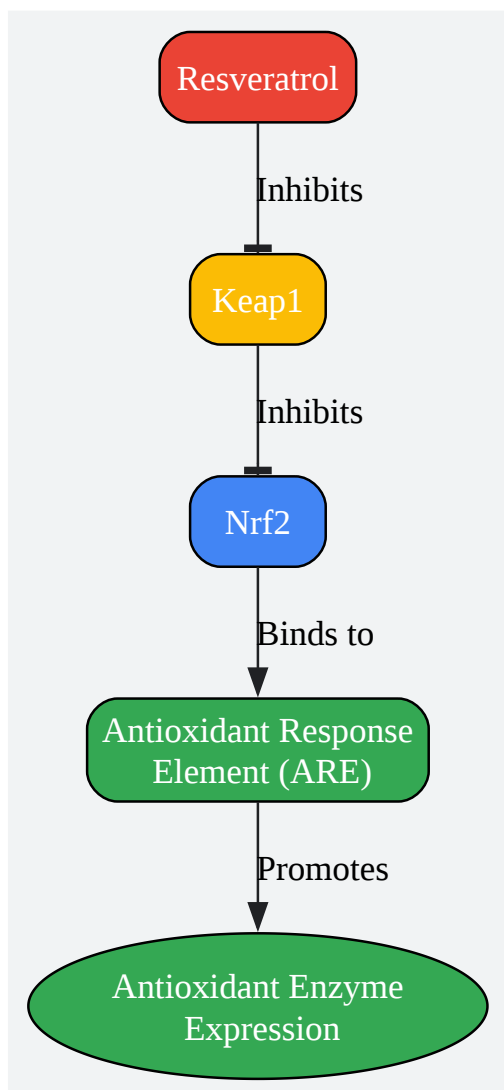 Resveratrol
Inhibits
Keap1
Inhibits
Nrf2
Binds to
Antioxidant Response
Element (ARE)
Promotes
Antioxidant Enzyme
Expression